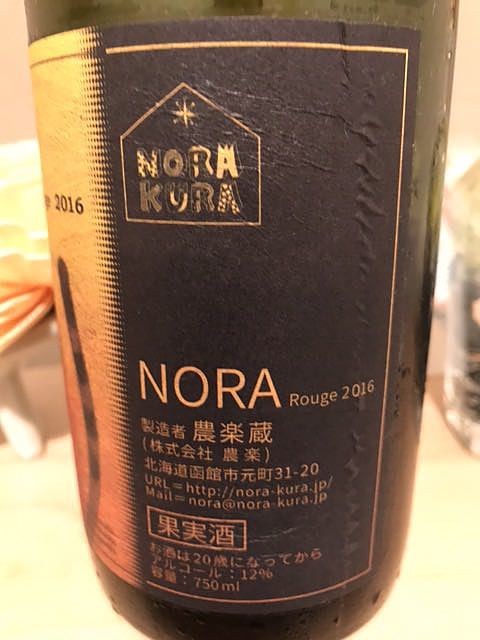 NORA
KURA
2016
NORA Rouge 2016
製造者 農楽蔵
(株式会社 農楽)
北海道函館市元町31-20
URL=http://nora-kura.jp/
Mail=nora@nora-kura.jp
果実酒
お酒は20歳になってから
アルコール:12%
容量:750ml